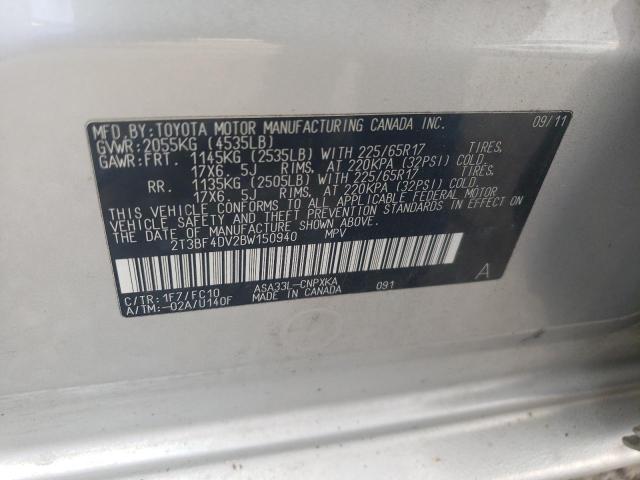 MFD.BY:TOYOTA MOTOR MANUFACTURING CANADA INC. 09/11
GVWR:2055KG (4535LB)
GAWR:FRT. 1145KG (2535LB) WITH 225/65R17 TIRES,
17X6. 5J RIMS, AT 220KPA (32PSI) COLD
RR. 1135KG (2505LB) WITH 225/65R17 TIRES,
17X6. 5J RIMS, AT 220KPA (32PSI) COLD.
THIS VEHICLE CONFORMS TO ALL APPLICABLE FEDERAL MOTOR
VEHICLE SAFETY AND THEFT PREVENTION STANDARDS IN EFFECT ON
THE DATE OF MANUFACTURE SHOWN ABOVE.
2T3BF4DV2BW150940 MPV
A
C/TR:1F7/FC10 ASA33L-CNPXKA 091
A/TM:-02A/U140F MADE IN CANADA